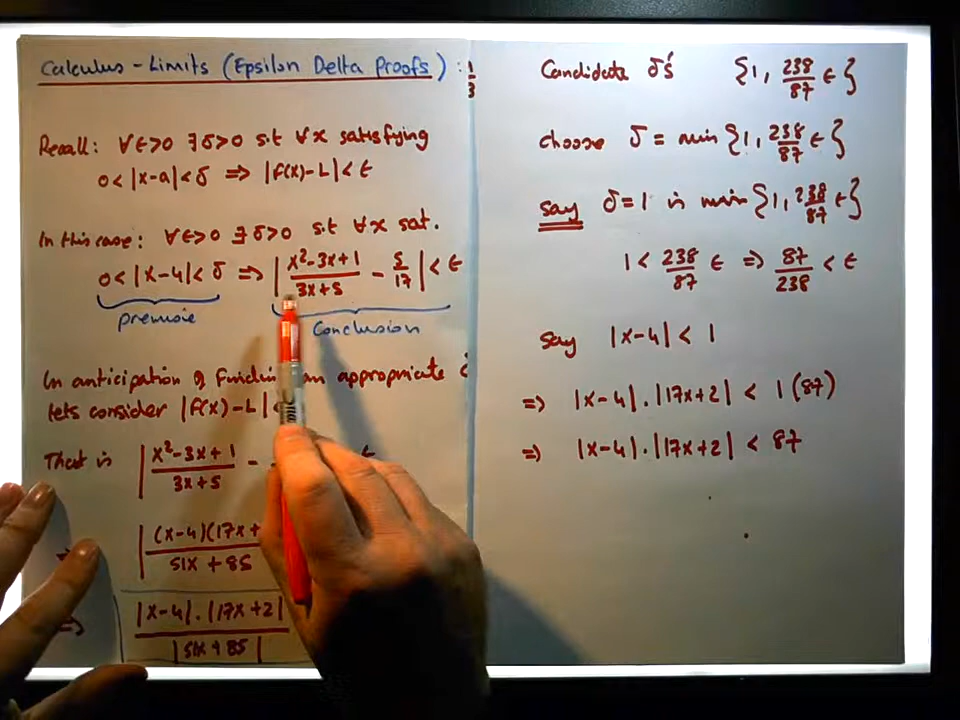 Calculus - Limits (Epsilon Delta Proofs) : 1/3
Recall: ∀ε>0 ∃δ>0 s.t ∀x satisfying
0<|x-a|<δ ⇒ |f(x)-L|<ε
In this case: ∀ε>0 ∃δ>0 s.t ∀x sat.
0<|x-4|<δ ⇒ |(x²-3x+1)/(3x+5) - 5/17| < ε
premise
Conclusion
In anticipation of an appropriate
lets consider |f(x)-L|
That is |(x²-3x+1)/(3x+5) -
|(x-4)(17x+ / 51x+85
⇒ |x-4|.|17x+2| / |51x+85|
Candidate δ's {1, 238/87 ε}
choose δ = min {1, 238/87 ε}
say δ=1 is min {1, 238/87 ε}
1 < 238/87 ε ⇒ 87/238 < ε
say |x-4| < 1
⇒ |x-4|.|17x+2| < 1(87)
⇒ |x-4|.|17x+2| < 87